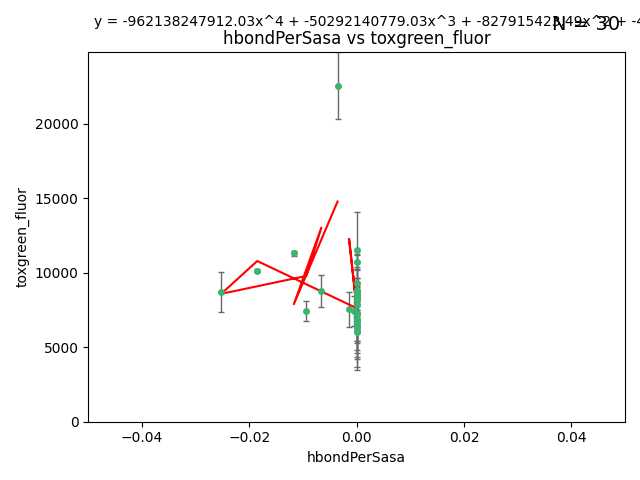 y = -962138247912.03x^4 + -50292140779.03x^3 + -827915423.49x^2 + -4
N = 30
hbondPerSasa vs toxgreen_fluor
toxgreen_fluor
20000
15000
10000
5000
0
-0.04
-0.02
0.00
0.02
0.04
hbondPerSasa